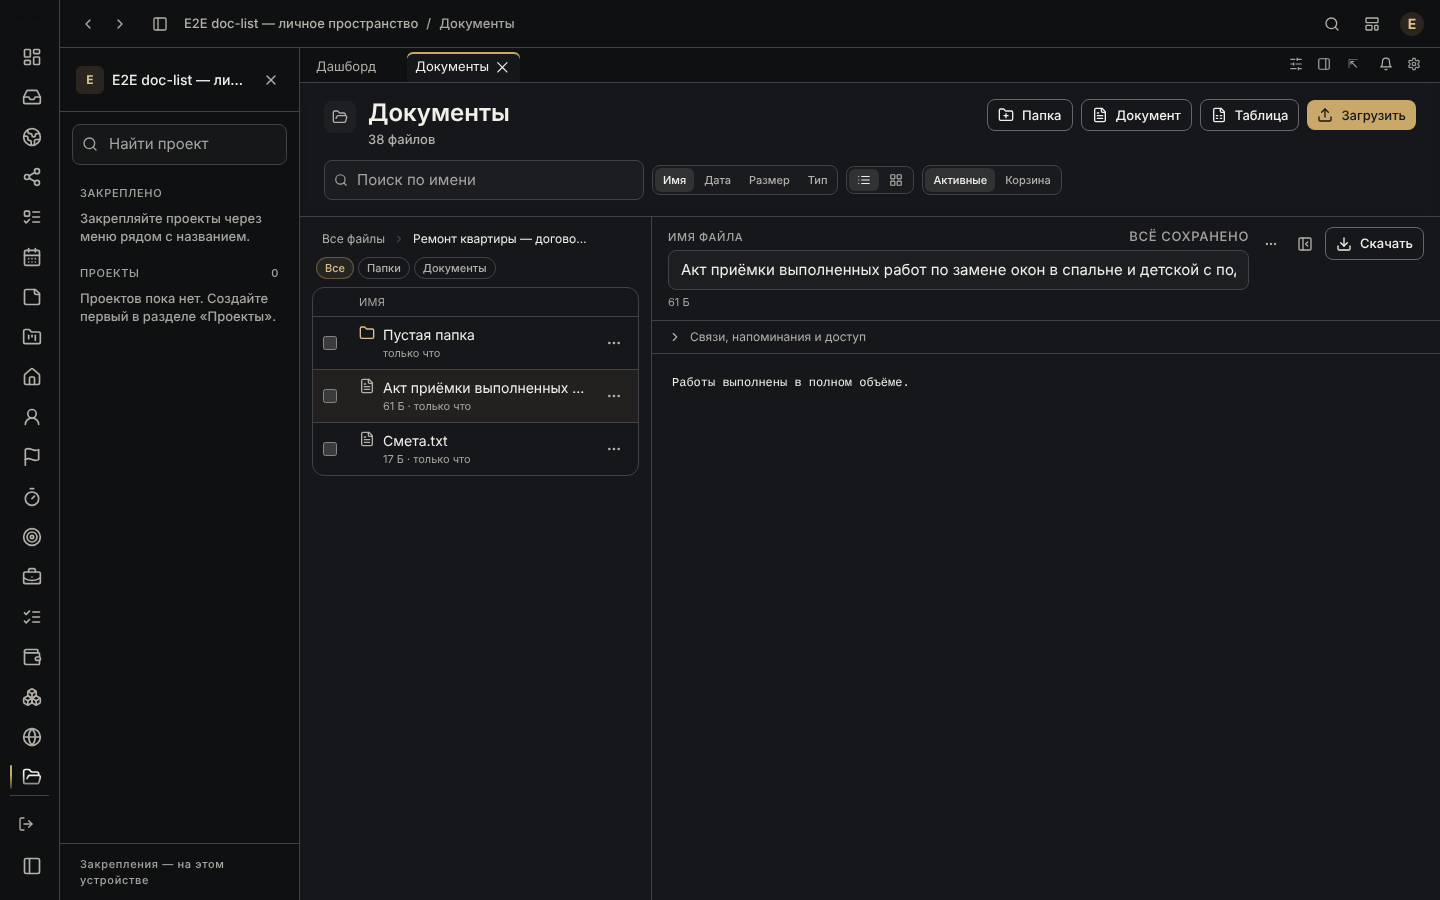 E2E doc-list — личное пространство / Документы
E
E E2E doc-list — ли...
Найти проект
ЗАКРЕПЛЕНО
Закрепляйте проекты через
меню рядом с названием.
ПРОЕКТЫ 0
Проектов пока нет. Создайте
первый в разделе «Проекты».
Закрепления — на этом
устройстве
Дашборд Документы
Документы
38 файлов
Папка Документ Таблица Загрузить
Поиск по имени
Имя Дата Размер Тип
Активные Корзина
Все файлы Ремонт квартиры — догово...
Все Папки Документы
ИМЯ
Пустая папка
только что
Акт приёмки выполненных ...
61 Б · только что
Смета.txt
17 Б · только что
ИМЯ ФАЙЛА ВСЁ СОХРАНЕНО
Скачать
Акт приёмки выполненных работ по замене окон в спальне и детской с по
61 Б
Связи, напоминания и доступ
Работы выполнены в полном объёме.